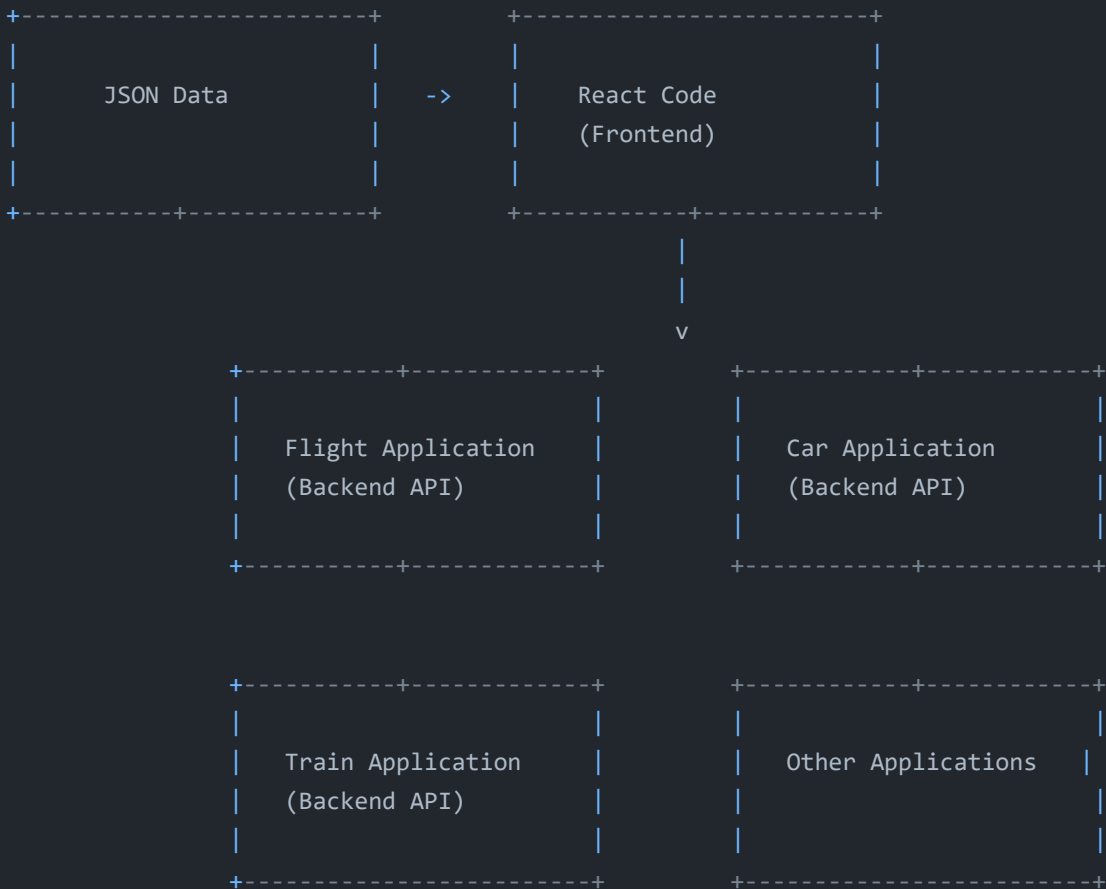 JSON Data -> React Code
(Frontend)
v
Flight Application Car Application
(Backend API) (Backend API)
Train Application Other Applications
(Backend API)